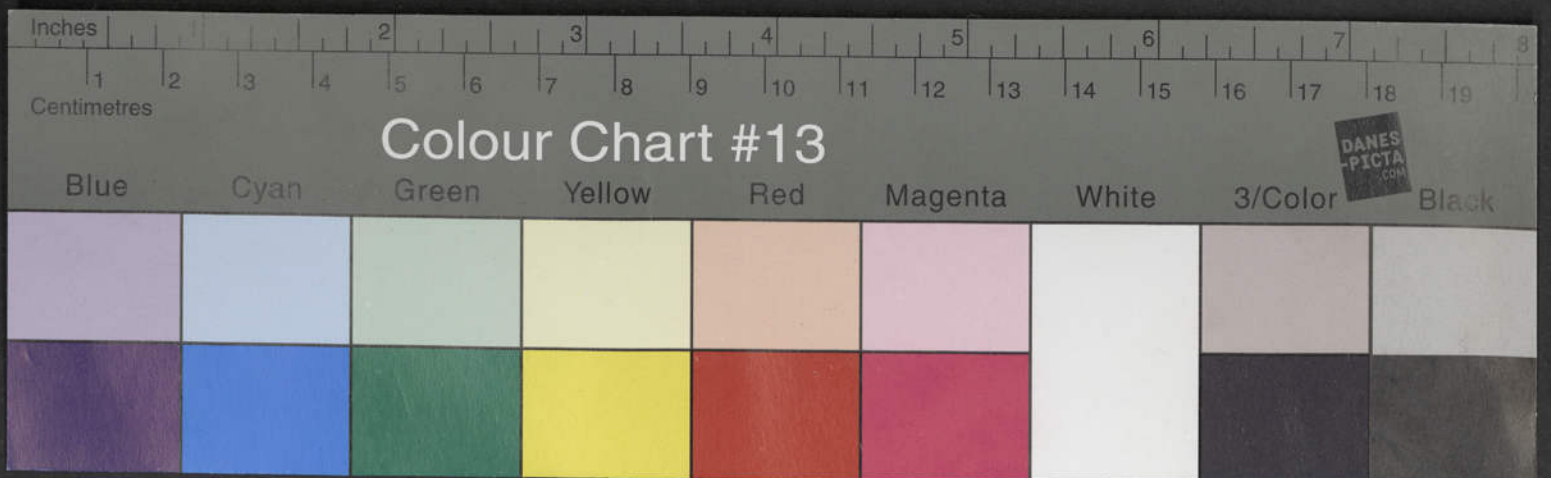 Inches 1 2 3 4 5 6 7 8
1 2 3 4 5 6 7 8 9 10 11 12 13 14 15 16 17 18 19
Centimetres
Colour Chart #13
DANES
-PICTA
.COM
Blue Cyan Green Yellow Red Magenta White 3/Color Black